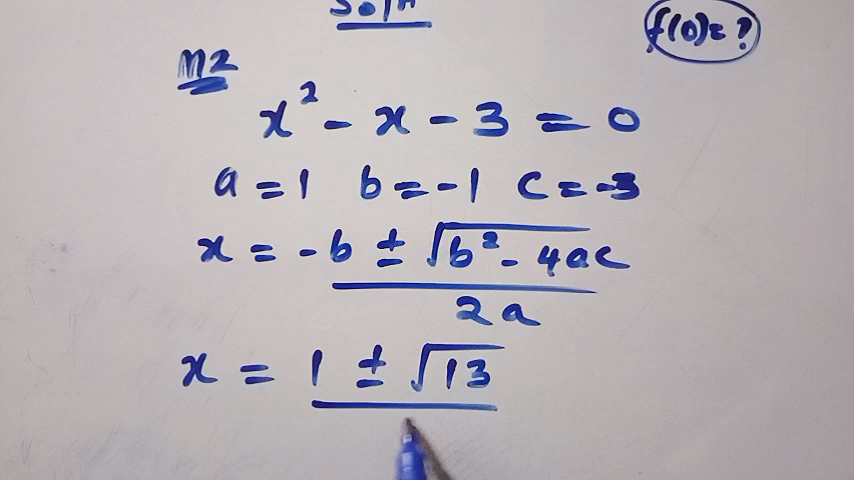 Soln
f(0)=?
M2
x² - x - 3 = 0
a = 1 b = -1 c = -3
x = -b ± √b² - 4ac
2a
x = 1 ± √13